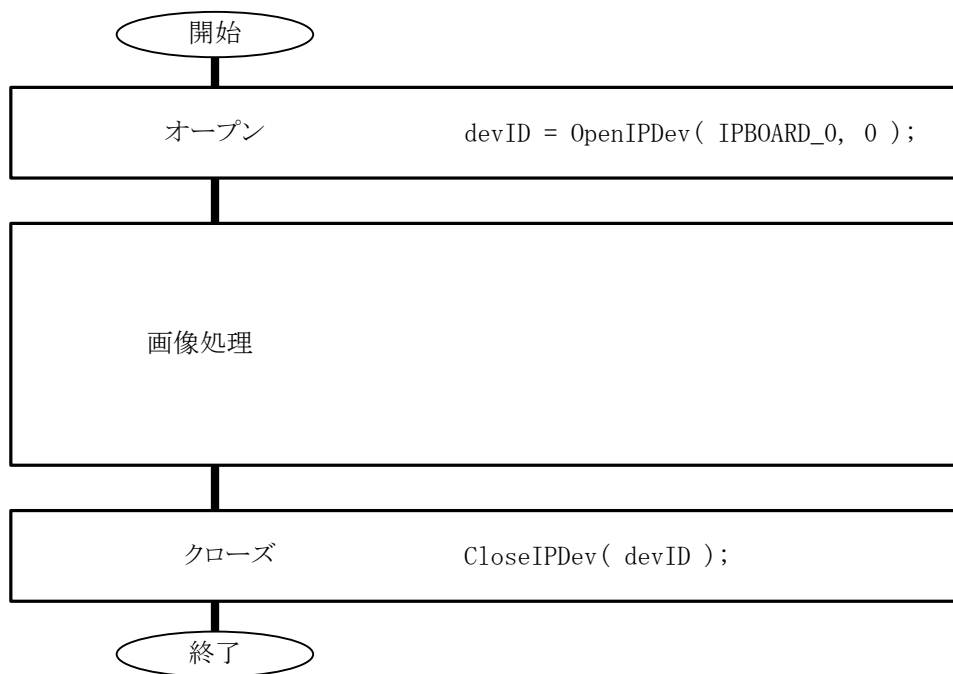 開始
オープン devID = OpenIPDev( IPBOARD_0, 0 );
画像処理
クローズ CloseIPDev( devID );
終了